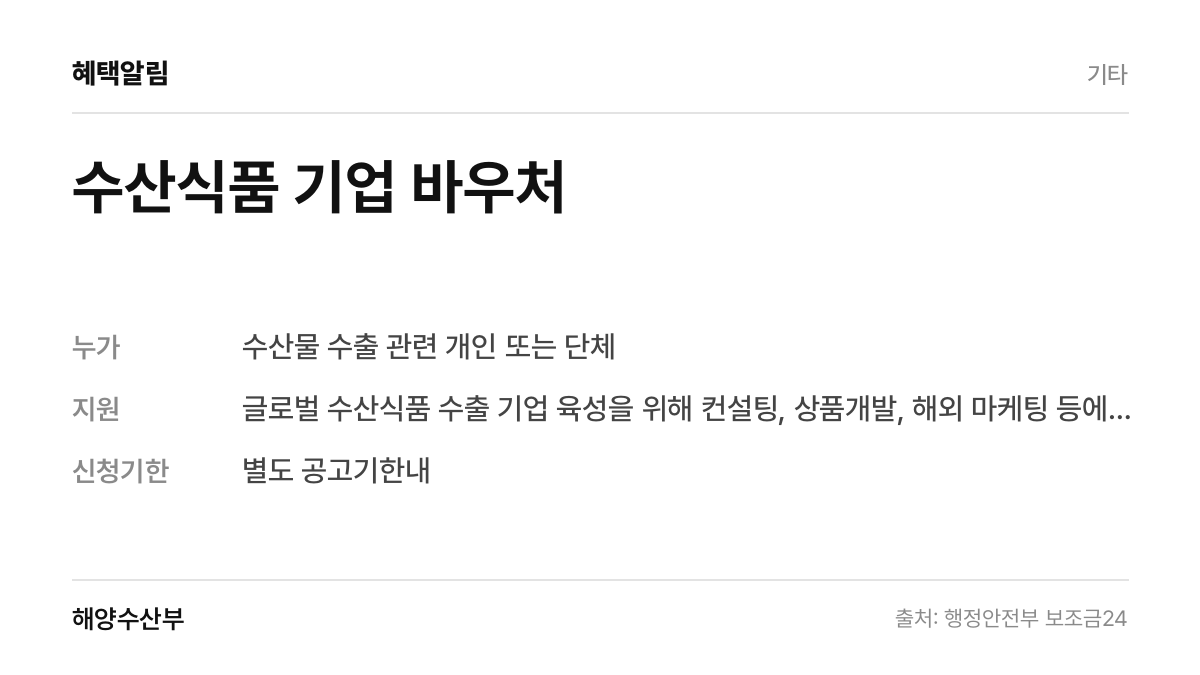 혜택알림
기타
수산식품 기업 바우처
누가 수산물 수출 관련 개인 또는 단체
지원 글로벌 수산식품 수출 기업 육성을 위해 컨설팅, 상품개발, 해외 마케팅 등에...
신청기한 별도 공고기한내
해양수산부
출처: 행정안전부 보조금24